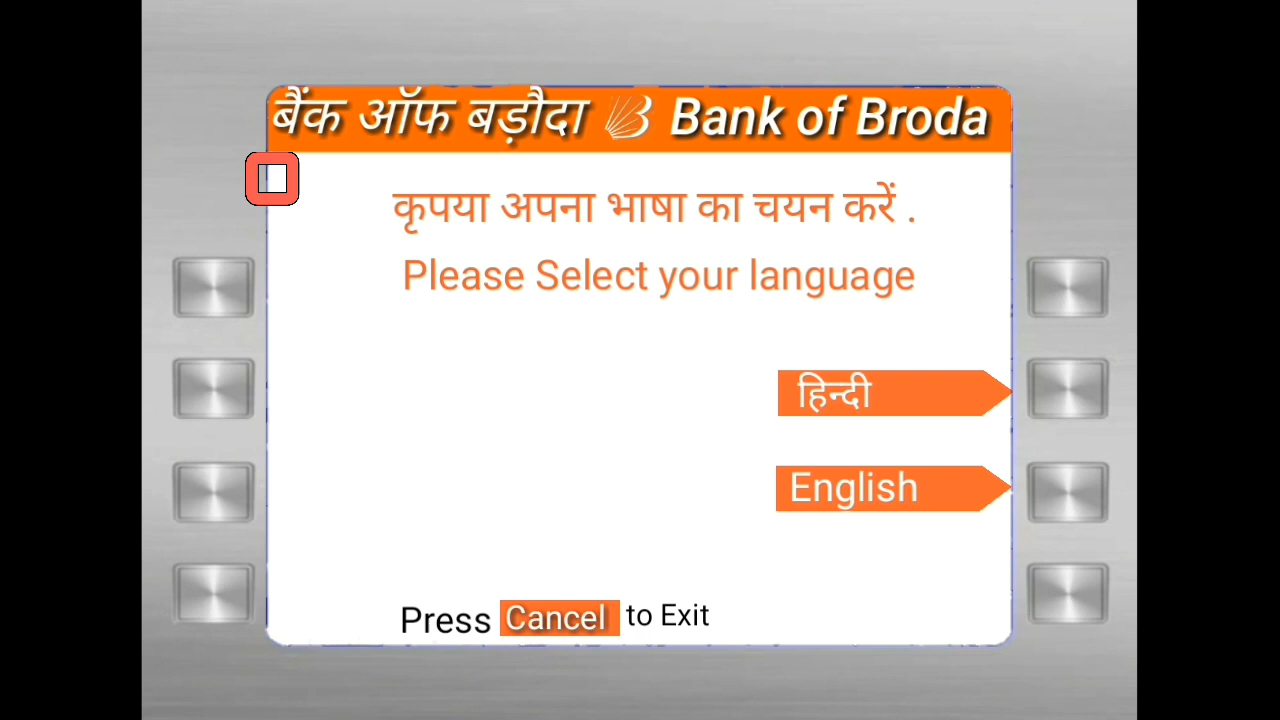 बैंक ऑफ बड़ौदा Bank of Broda
कृपया अपना भाषा का चयन करें .
Please Select your language
हिन्दी
English
Press Cancel to Exit